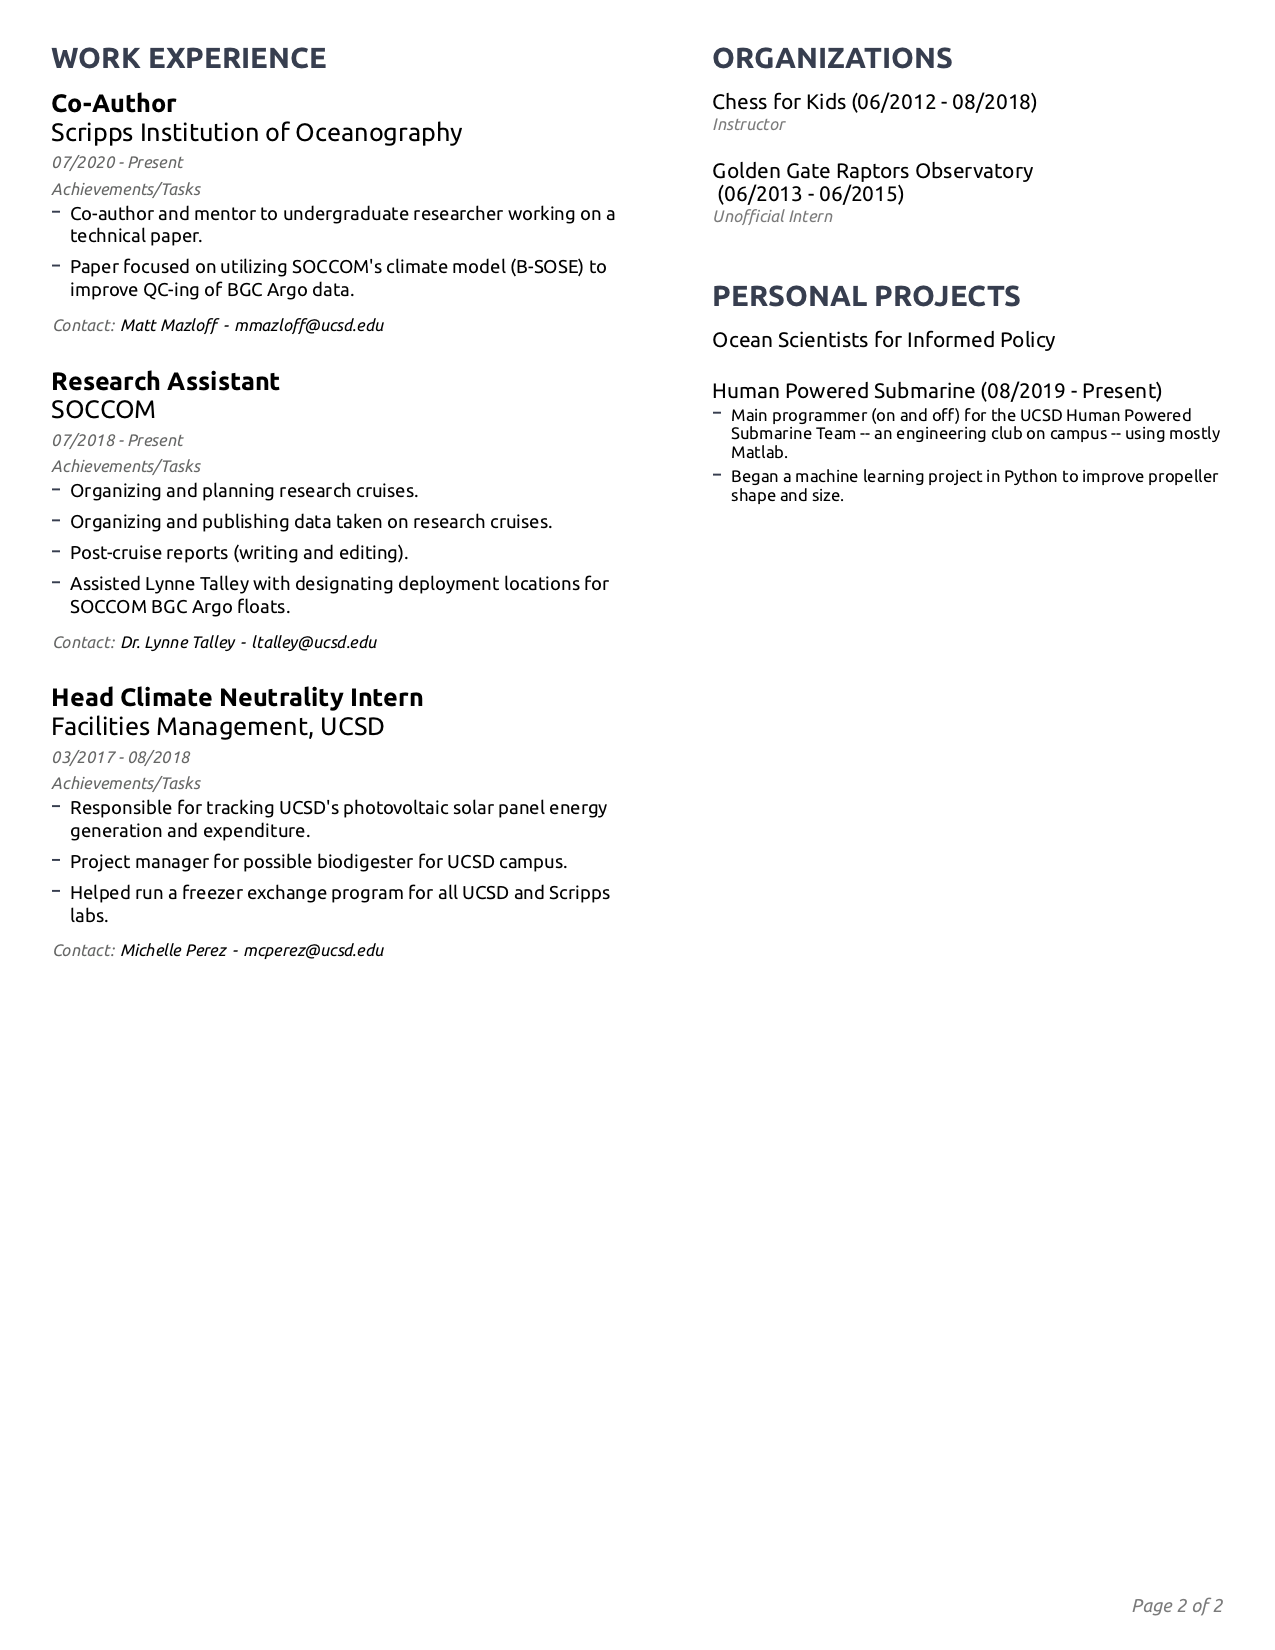 WORK EXPERIENCE
Co-Author
Scripps Institution of Oceanography
07/2020 - Present
Achievements/Tasks
– Co-author and mentor to undergraduate researcher working on a
technical paper.
– Paper focused on utilizing SOCCOM's climate model (B-SOSE) to
improve QC-ing of BGC Argo data.
Contact: Matt Mazloff - mmazloff@ucsd.edu
Research Assistant
SOCCOM
07/2018 - Present
Achievements/Tasks
– Organizing and planning research cruises.
– Organizing and publishing data taken on research cruises.
– Post-cruise reports (writing and editing).
– Assisted Lynne Talley with designating deployment locations for
SOCCOM BGC Argo floats.
Contact: Dr. Lynne Talley - ltalley@ucsd.edu
Head Climate Neutrality Intern
Facilities Management, UCSD
03/2017 - 08/2018
Achievements/Tasks
– Responsible for tracking UCSD's photovoltaic solar panel energy
generation and expenditure.
– Project manager for possible biodigester for UCSD campus.
– Helped run a freezer exchange program for all UCSD and Scripps
labs.
Contact: Michelle Perez - mcperez@ucsd.edu
ORGANIZATIONS
Chess for Kids (06/2012 - 08/2018)
Instructor
Golden Gate Raptors Observatory
(06/2013 - 06/2015)
Unofficial Intern
PERSONAL PROJECTS
Ocean Scientists for Informed Policy
Human Powered Submarine (08/2019 - Present)
– Main programmer (on and off) for the UCSD Human Powered
Submarine Team -- an engineering club on campus -- using mostly
Matlab.
– Began a machine learning project in Python to improve propeller
shape and size.
Page 2 of 2